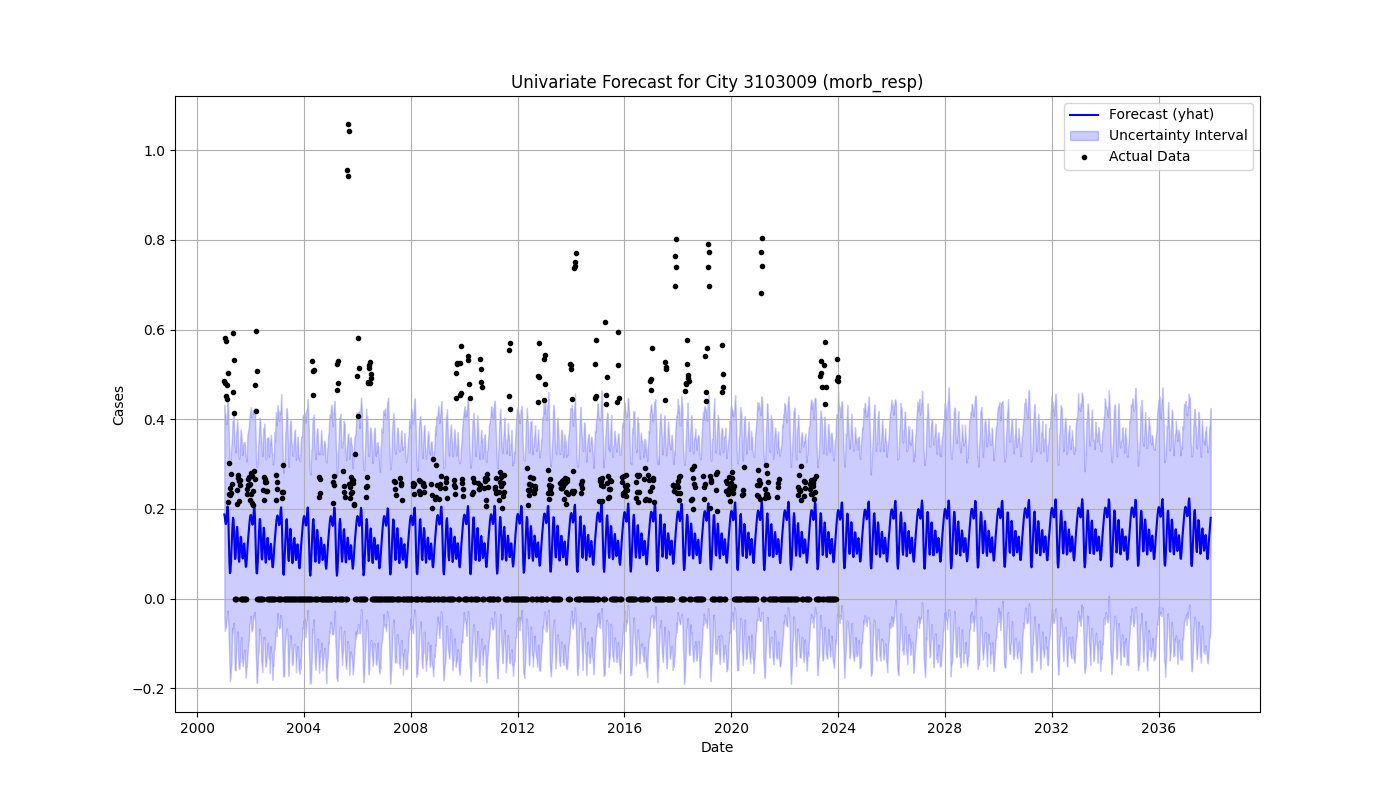 Univariate Forecast for City 3103009 (morb_resp)
Forecast (yhat)
Uncertainty Interval
Actual Data
Cases
1.0
0.8
0.6
0.4
0.2
0.0
−0.2
2000 2004 2008 2012 2016 2020 2024 2028 2032 2036
Date